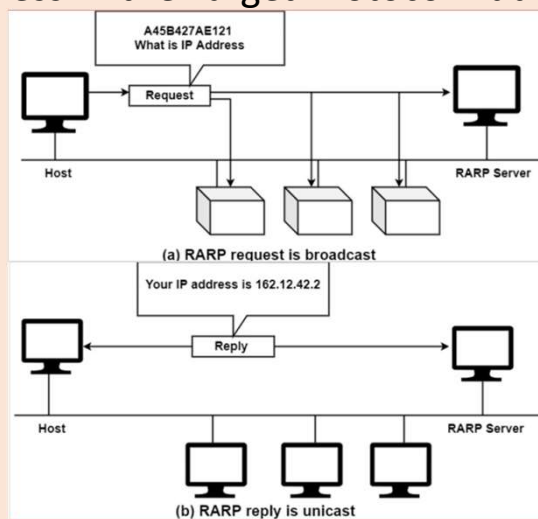 A45B427AE121
What is IP Address
Request
Host
RARP Server
(a) RARP request is broadcast
Your IP address is 162.12.42.2
Reply
Host
RARP Server
(b) RARP reply is unicast